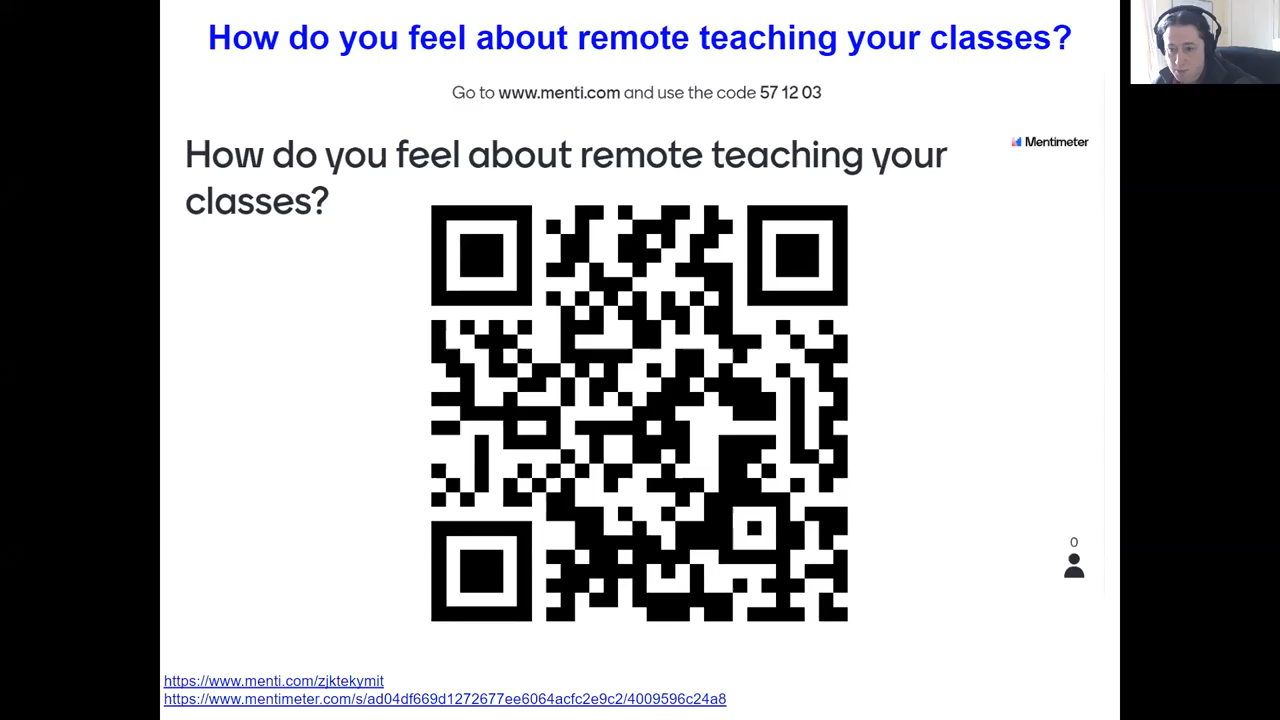 How do you feel about remote teaching your classes?
Go to www.menti.com and use the code 57 12 03
Mentimeter
How do you feel about remote teaching your
classes?
0
https://www.menti.com/zjktekymit
https://www.mentimeter.com/s/ad04df669d1272677ee6064acfc2e9c2/4009596c24a8